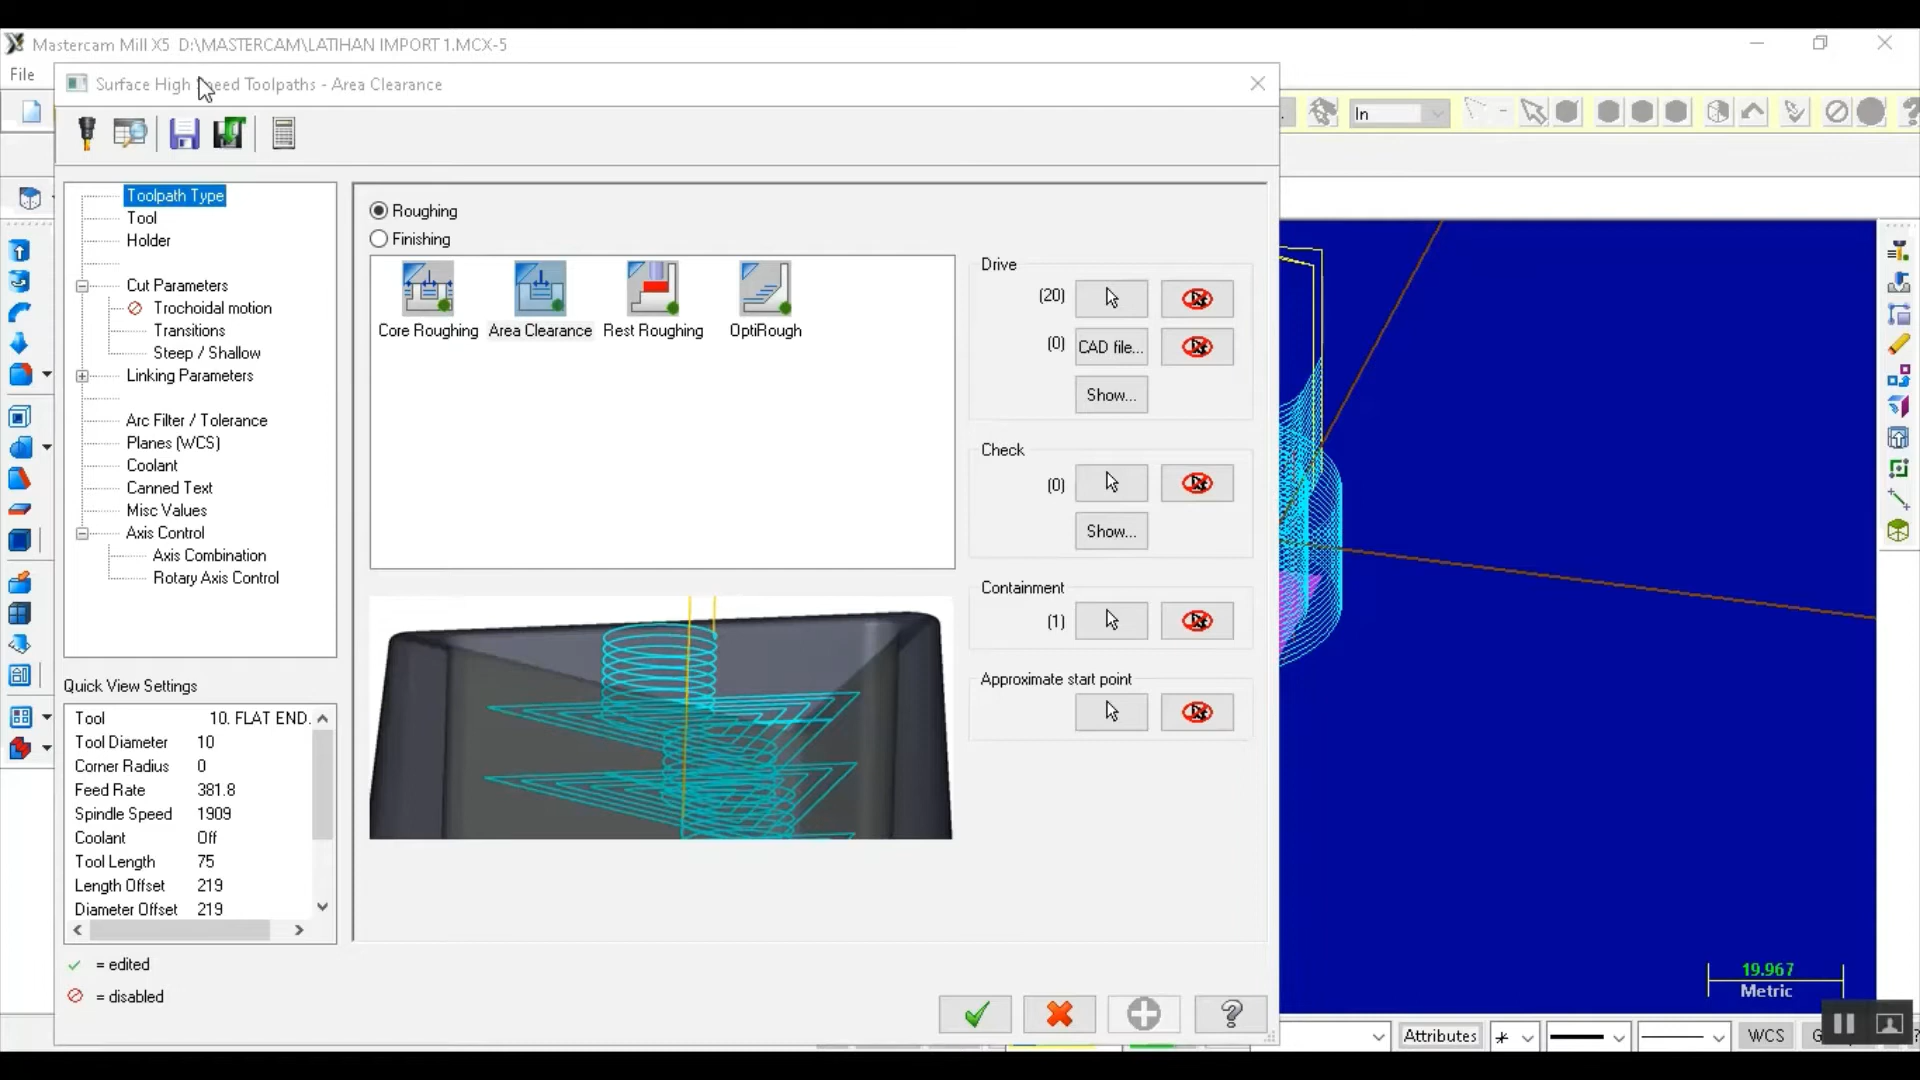 Mastercam Mill X5 D:\MASTERCAM\LATIHAN IMPORT 1.MCX-5
File
Surface High Speed Toolpaths - Area Clearance
In
Toolpath Type
Tool
Holder
Cut Parameters
Trochoidal motion
Transitions
Steep / Shallow
Linking Parameters
Arc Filter / Tolerance
Planes (WCS)
Coolant
Canned Text
Misc Values
Axis Control
Axis Combination
Rotary Axis Control
Roughing
Finishing
Core Roughing
Area Clearance
Rest Roughing
OptiRough
Drive
(20)
(0) CAD file...
Show...
Check
(0)
Show...
Containment
(1)
Approximate start point
Quick View Settings
Tool 10. FLAT END.
Tool Diameter 10
Corner Radius 0
Feed Rate 381.8
Spindle Speed 1909
Coolant Off
Tool Length 75
Length Offset 219
Diameter Offset 219
= edited
= disabled
19.967
Metric
Attributes
WCS